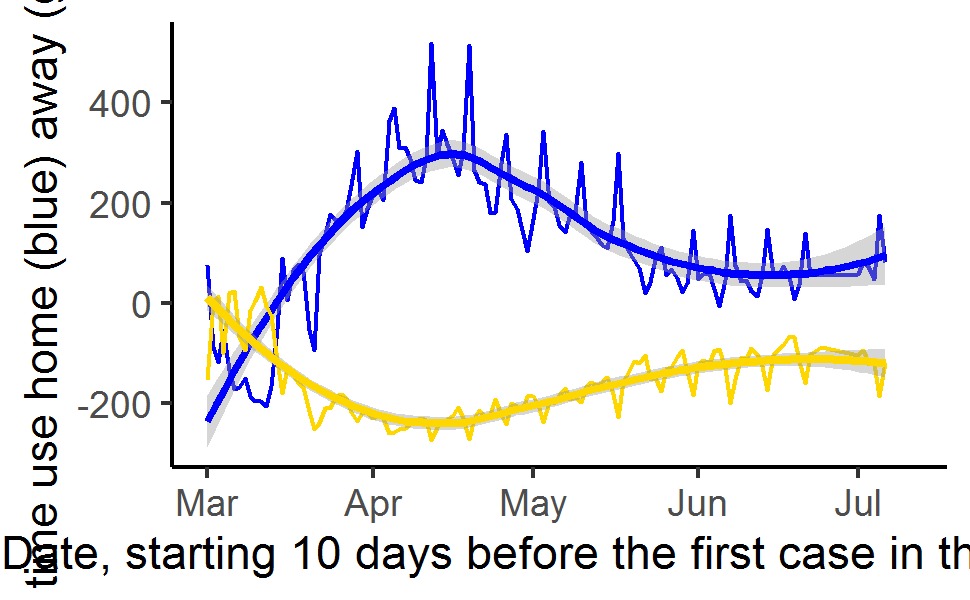 time use home (blue) away (
400
200
0
-200
Mar Apr May Jun Jul
Date, starting 10 days before the first case in th